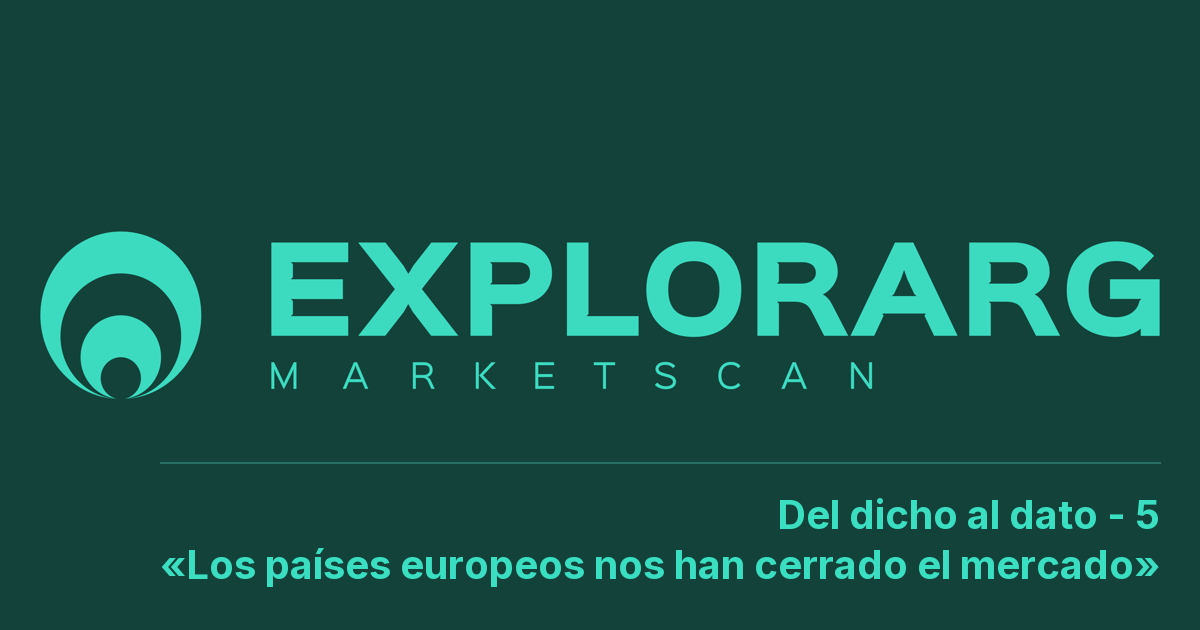 EXPLORARG
MARKETSCAN
Del dicho al dato - 5
«Los países europeos nos han cerrado el mercado»